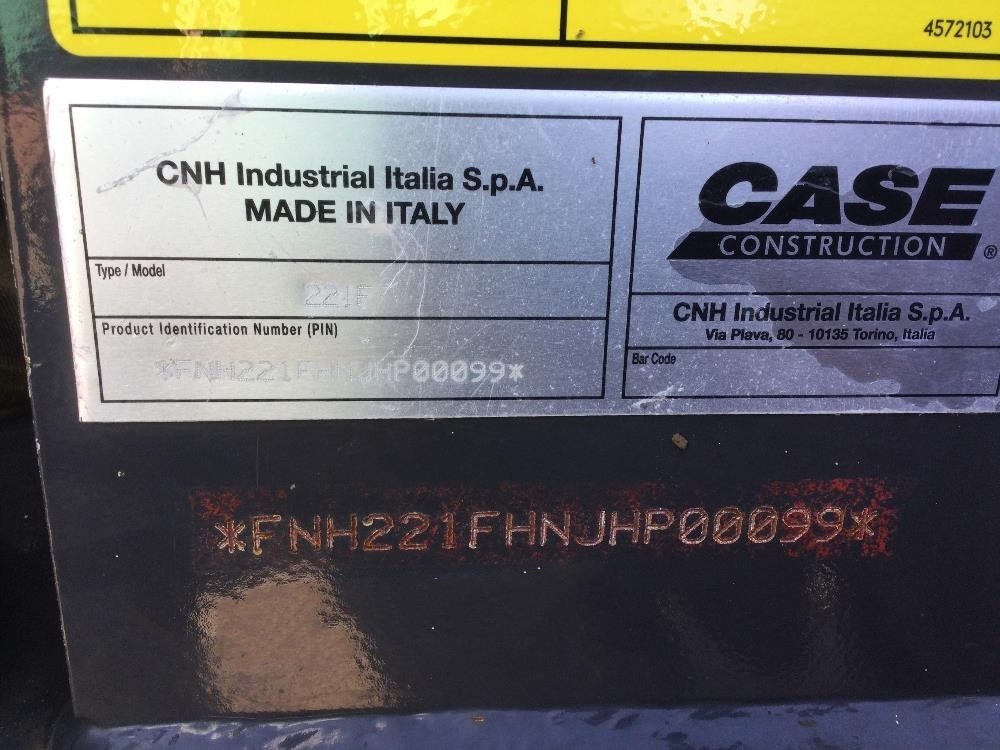 4572103
CNH Industrial Italia S.p.A.
MADE IN ITALY
Type / Model
221F
Product Identification Number (PIN)
*FNH221FHNJHP00099*
CASE
CONSTRUCTION ®
CNH Industrial Italia S.p.A.
Via Plava, 80 - 10135 Torino, Italia
Bar Code
*FNH221FHNJHP00099*